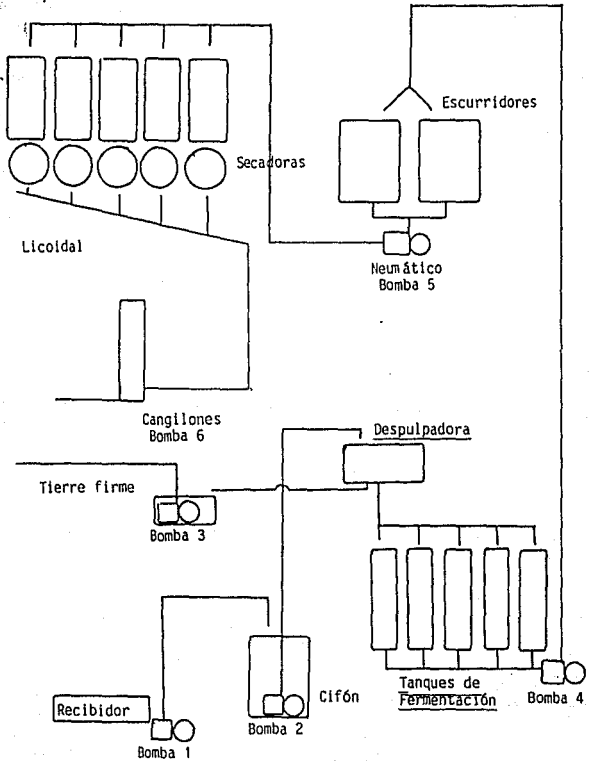 Escurridores
Secadoras
Licoidal
Neumático
Bomba 5
Cangilones
Bomba 6
Despulpadora
Tierre firme
Bomba 3
Cifón
Tanques de
Fermentación
Recibidor
Bomba 2
Bomba 4
Bomba 1